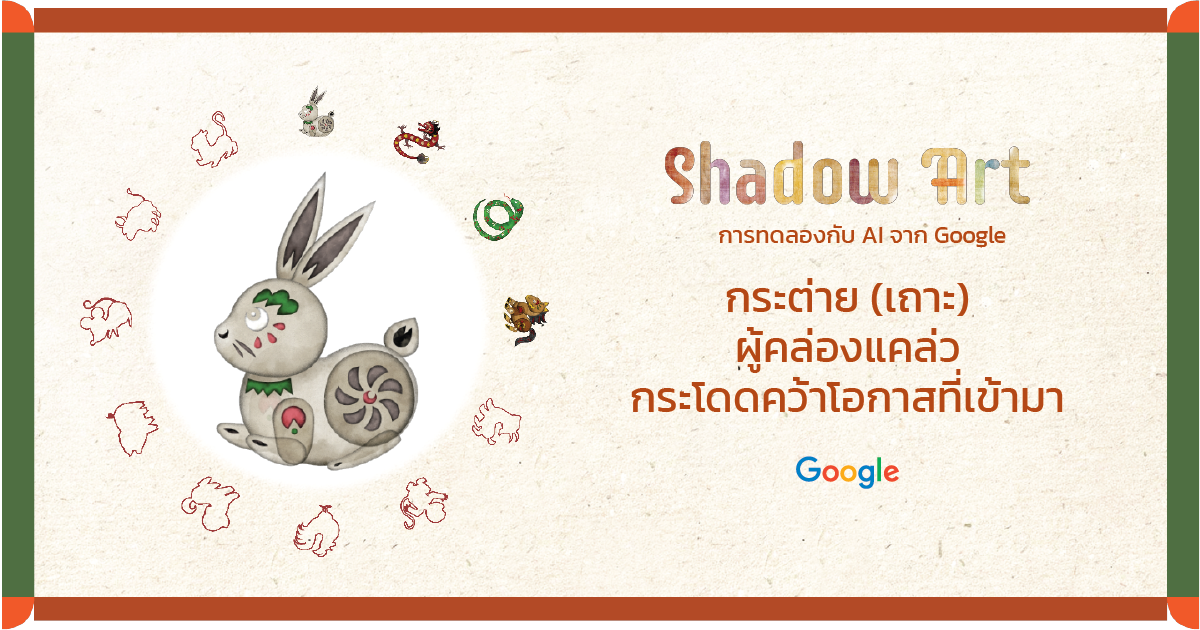 Shadow Art
การทดลองกับ AI จาก Google
กระต่าย (เถาะ)
ผู้คล่องแคล่ว
กระโดดคว้าโอกาสที่เข้ามา
Google